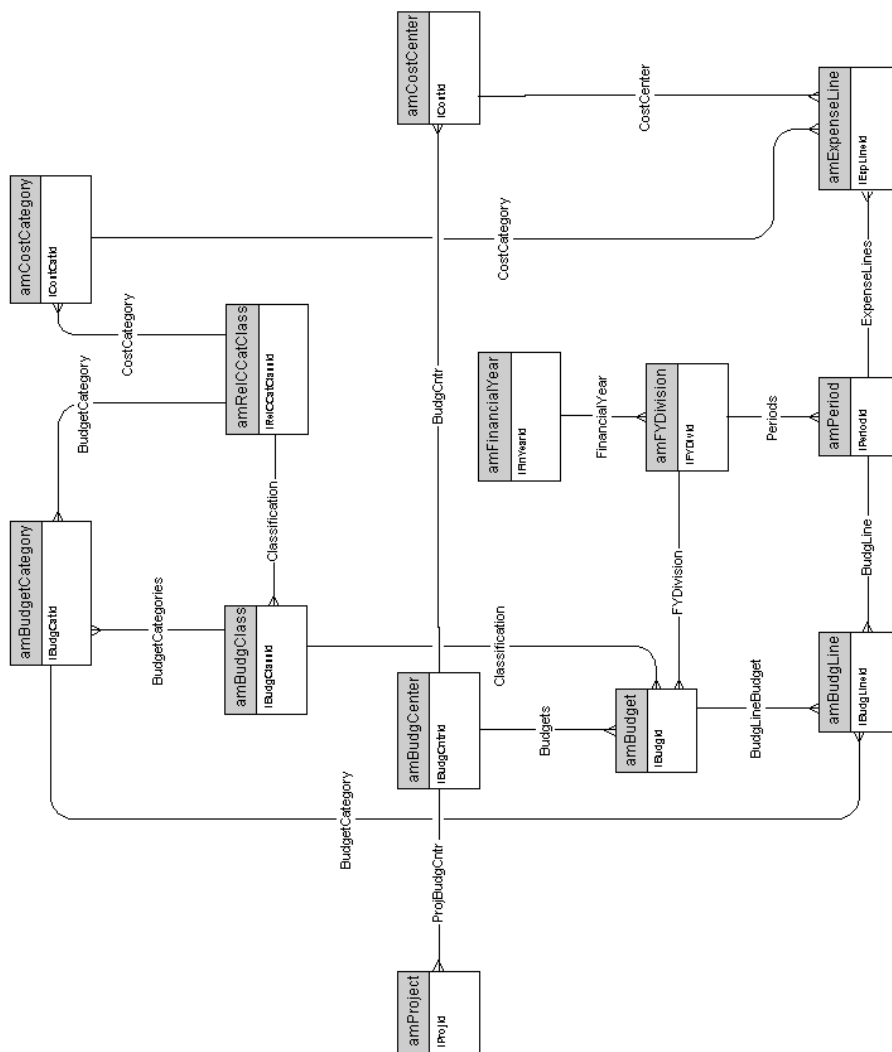 amBudgetCategory
lBudgCatId
amCostCategory
lCostCatId
BudgetCategory
CostCategory
BudgetCategories
amBudgClass
lBudgClassId
Classification
amRelCCatClass
lRelCCatClassId
BudgetCategory
amProject
lProjId
ProjBudgCntr
amBudgCenter
lBudgCntrId
BudgCntr
amCostCenter
lCostId
Classification
CostCategory
amFinancialYear
lFinYearId
Budgets
FinancialYear
amBudget
lBudgId
FYDivision
amFYDivision
lFYDivId
CostCenter
BudgLineBudget
Periods
amBudgLine
lBudgLineId
BudgLine
amPeriod
lPeriodId
ExpenseLines
amExpenseLine
lExpLineId